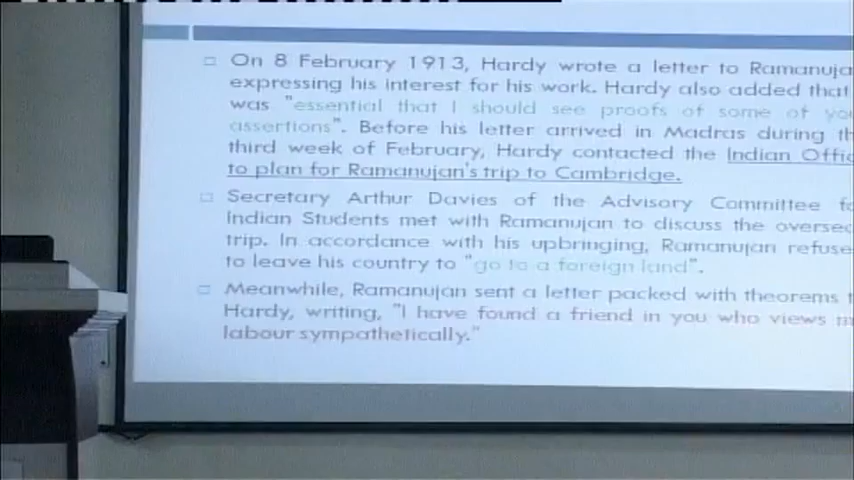 On 8 February 1913, Hardy wrote a letter to Ramanuja
expressing his interest for his work. Hardy also added that
was "essential that I should see proofs of some of yo
assertions". Before his letter arrived in Madras during th
third week of February, Hardy contacted the Indian Offic
to plan for Ramanujan's trip to Cambridge.
Secretary Arthur Davies of the Advisory Committee fo
Indian Students met with Ramanujan to discuss the oversea
trip. In accordance with his upbringing, Ramanujan refuse
to leave his country to "go to a foreign land".
Meanwhile, Ramanujan sent a letter packed with theorems t
Hardy, writing, "I have found a friend in you who views m
labour sympathetically."